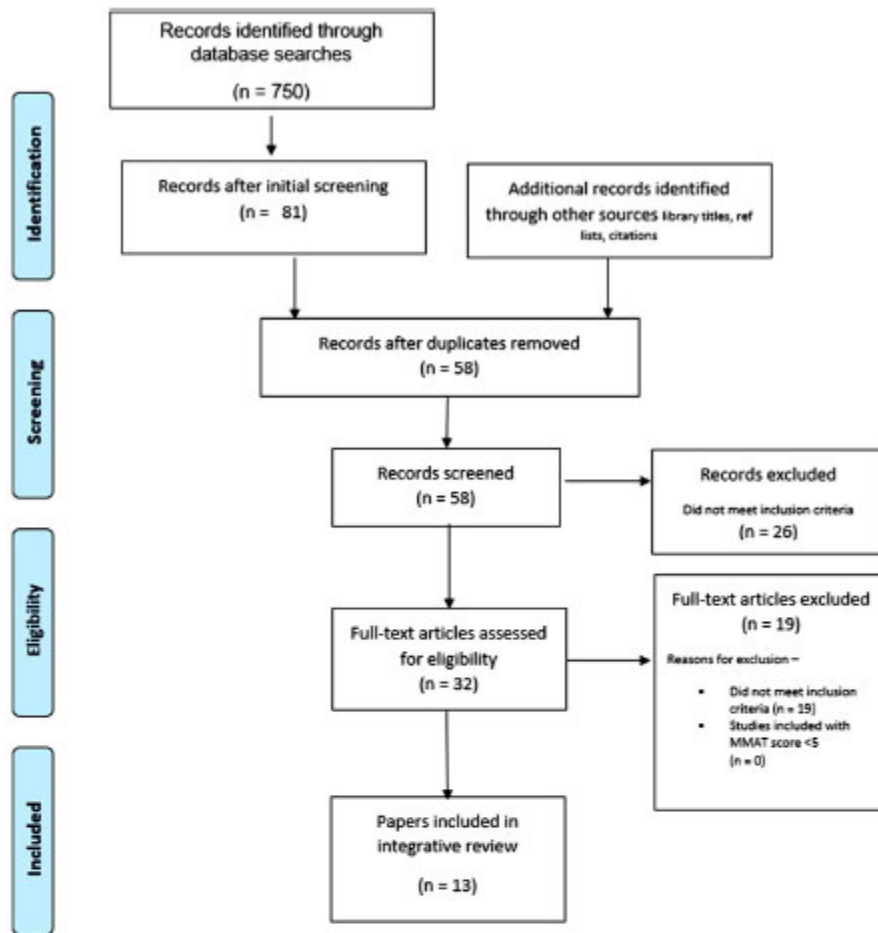 Records identified through
database searches
(n = 750)
Identification
Records after initial screening
(n = 81)
Additional records identified
through other sources library titles, ref
lists, citations
Screening
Records after duplicates removed
(n = 58)
Records screened
(n = 58)
Records excluded
Did not meet inclusion criteria
(n = 26)
Eligibility
Full-text articles assessed
for eligibility
(n = 32)
Full-text articles excluded
(n = 19)
Reasons for exclusion –
▪ Did not meet inclusion
criteria (n = 19)
▪ Studies included with
MMAT score <5
(n = 0)
Included
Papers included in
integrative review
(n = 13)